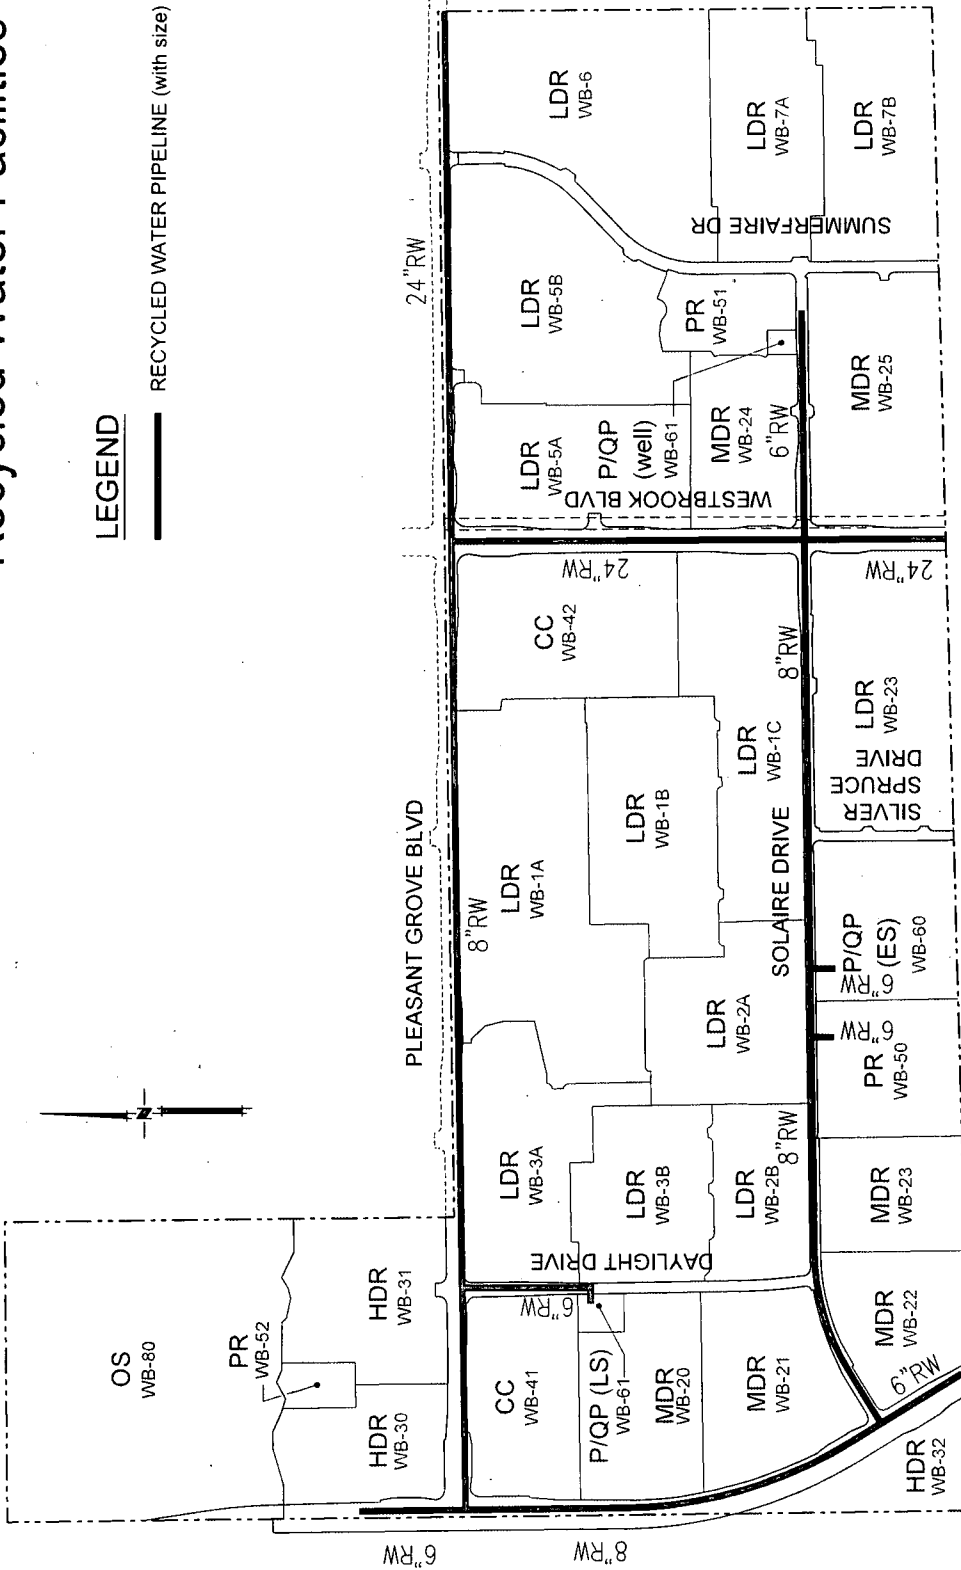 Recycled Water Facilities
LEGEND
RECYCLED WATER PIPELINE (with size)
N
OS
WB-80
PR
WB-52
HDR
WB-30
HDR
WB-31
PLEASANT GROVE BLVD
24"RW
6"RW
8"RW
8"RW
CC
WB-41
6"RW
P/QP (LS)
WB-61
MDR
WB-20
MDR
WB-21
DAYLIGHT DRIVE
LDR
WB-3A
LDR
WB-3B
LDR
WB-2B
8"RW
LDR
WB-1A
LDR
WB-1B
LDR
WB-2A
LDR
WB-1C
SOLAIRE DRIVE
8"RW
CC
WB-42
24"RW
WESTBROOK BLVD
LDR
WB-5A
LDR
WB-5B
P/QP
(well)
WB-61
MDR
WB-24
6"RW
PR
WB-51
LDR
WB-6
LDR
WB-7A
LDR
WB-7B
SUMMERFAIRE DR
HDR
WB-32
6"RW
MDR
WB-22
MDR
WB-23
PR
WB-50
6"RW
6"RW
P/QP
(ES)
WB-60
SILVER
SPRUCE
DRIVE
LDR
WB-23
24"RW
MDR
WB-25